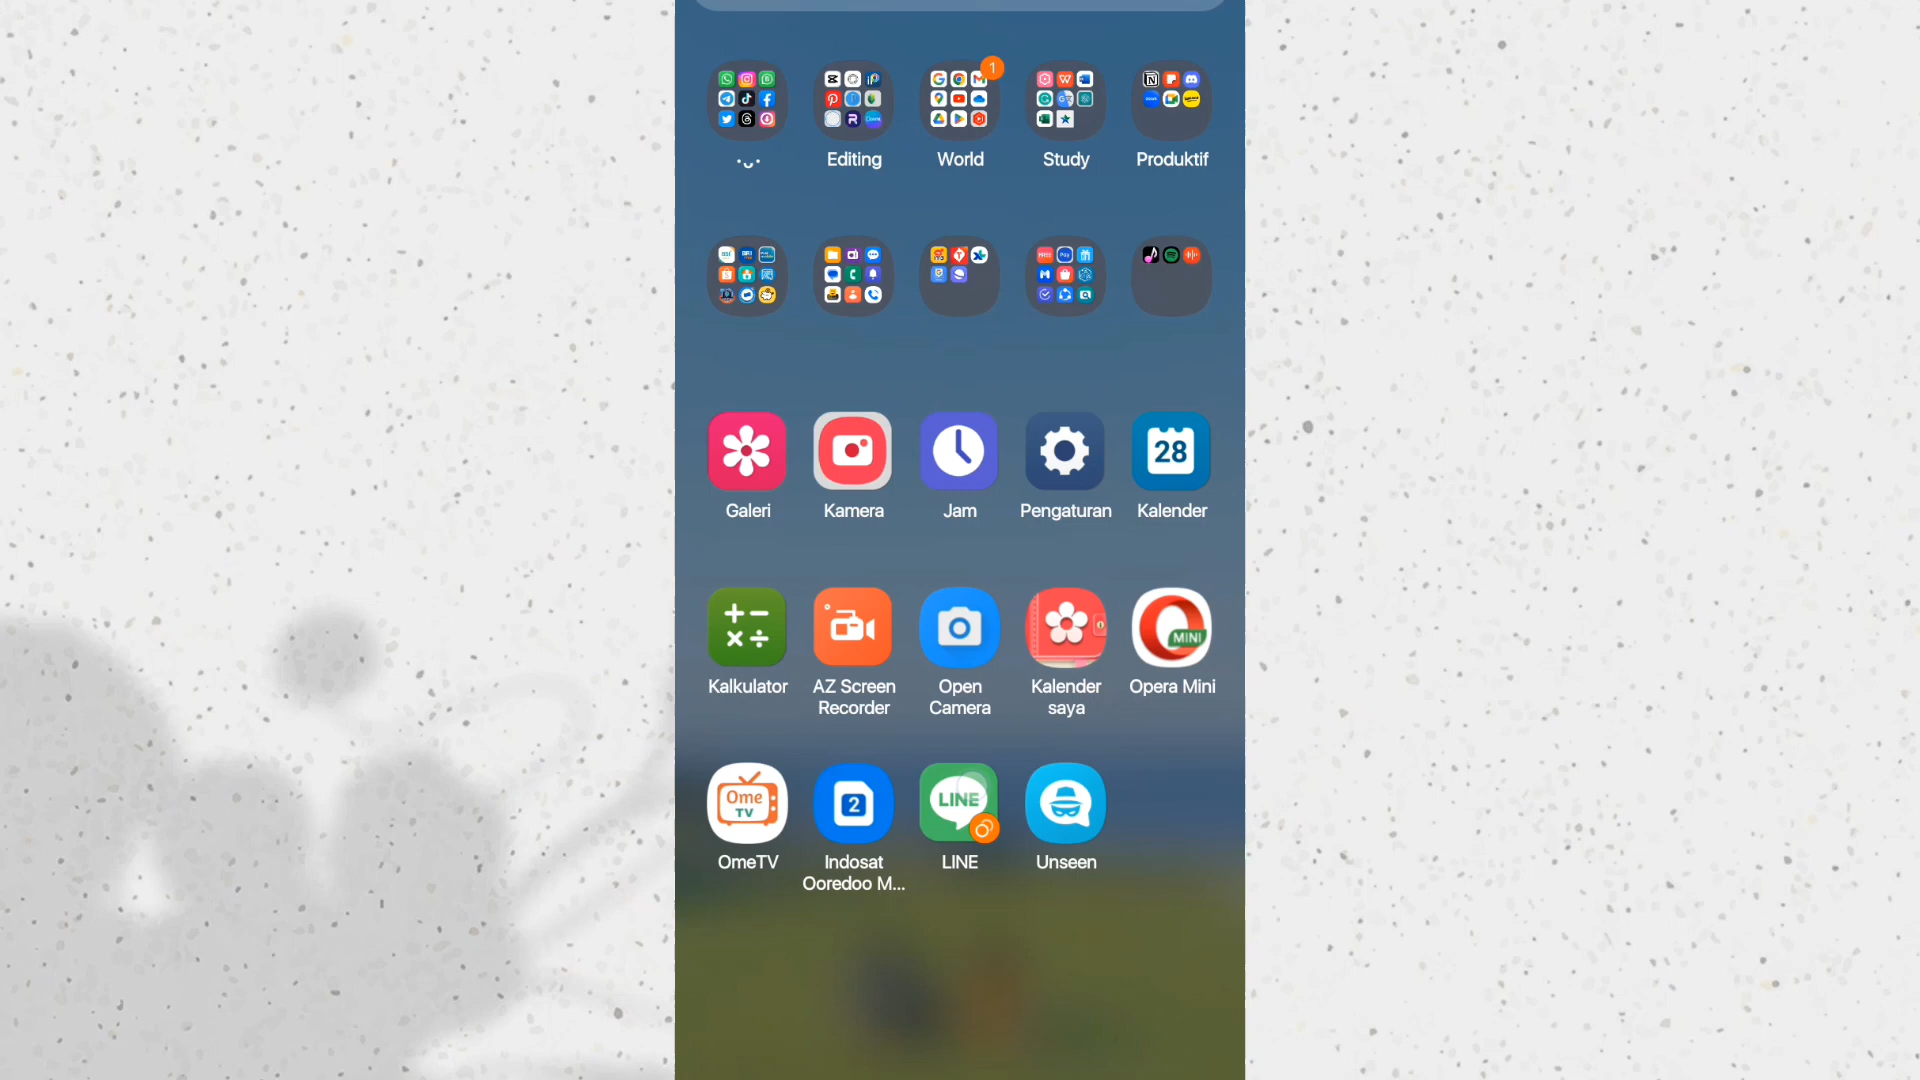 1
Editing World Study Produktif
28
Galeri Kamera Jam Pengaturan Kalender
MINI
Kalkulator AZ Screen Recorder Open Camera Kalender saya Opera Mini
Ome TV
2
LINE
OmeTV Indosat Ooredoo M... LINE Unseen